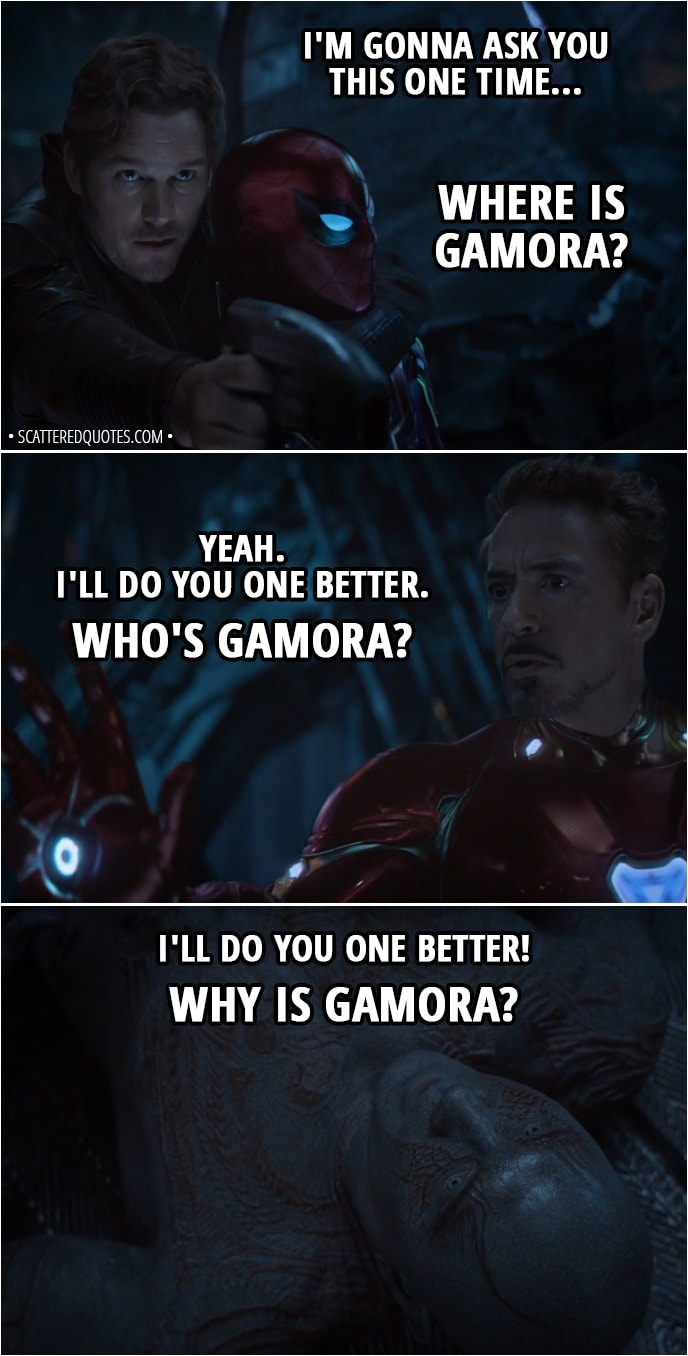 I'M GONNA ASK YOU
THIS ONE TIME...
WHERE IS
GAMORA?
• SCATTEREDQUOTES.COM •
YEAH.
I'LL DO YOU ONE BETTER.
WHO'S GAMORA?
I'LL DO YOU ONE BETTER!
WHY IS GAMORA?